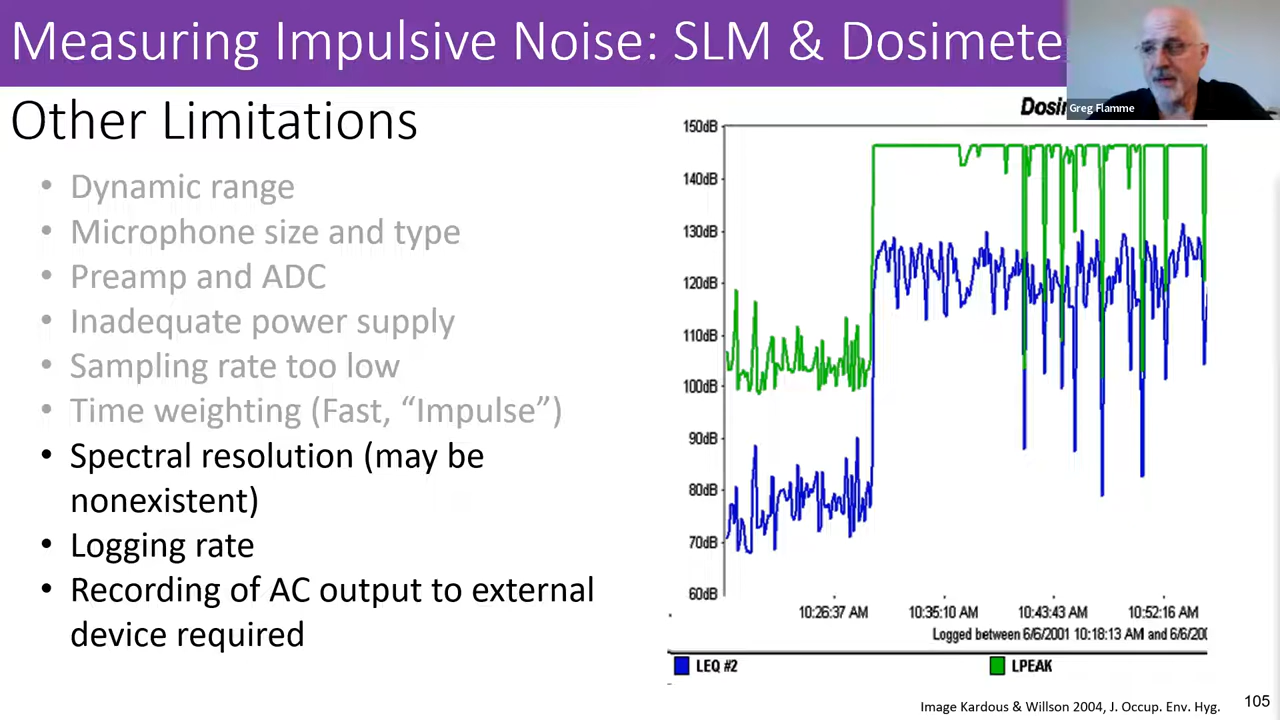 Measuring Impulsive Noise: SLM & Dosimete
Greg Flamme
Other Limitations
• Dynamic range
• Microphone size and type
• Preamp and ADC
• Inadequate power supply
• Sampling rate too low
• Time weighting (Fast, “Impulse”)
• Spectral resolution (may be
nonexistent)
• Logging rate
• Recording of AC output to external
device required
Dosi
150dB
140dB
130dB
120dB
110dB
100dB
90dB
80dB
70dB
60dB
10:26:37 AM 10:35:10 AM 10:43:43 AM 10:52:16 AM
Logged between 6/6/2001 10:18:13 AM and 6/6/200
LEQ #2 LPEAK
Image Kardous & Willson 2004, J. Occup. Env. Hyg.
105